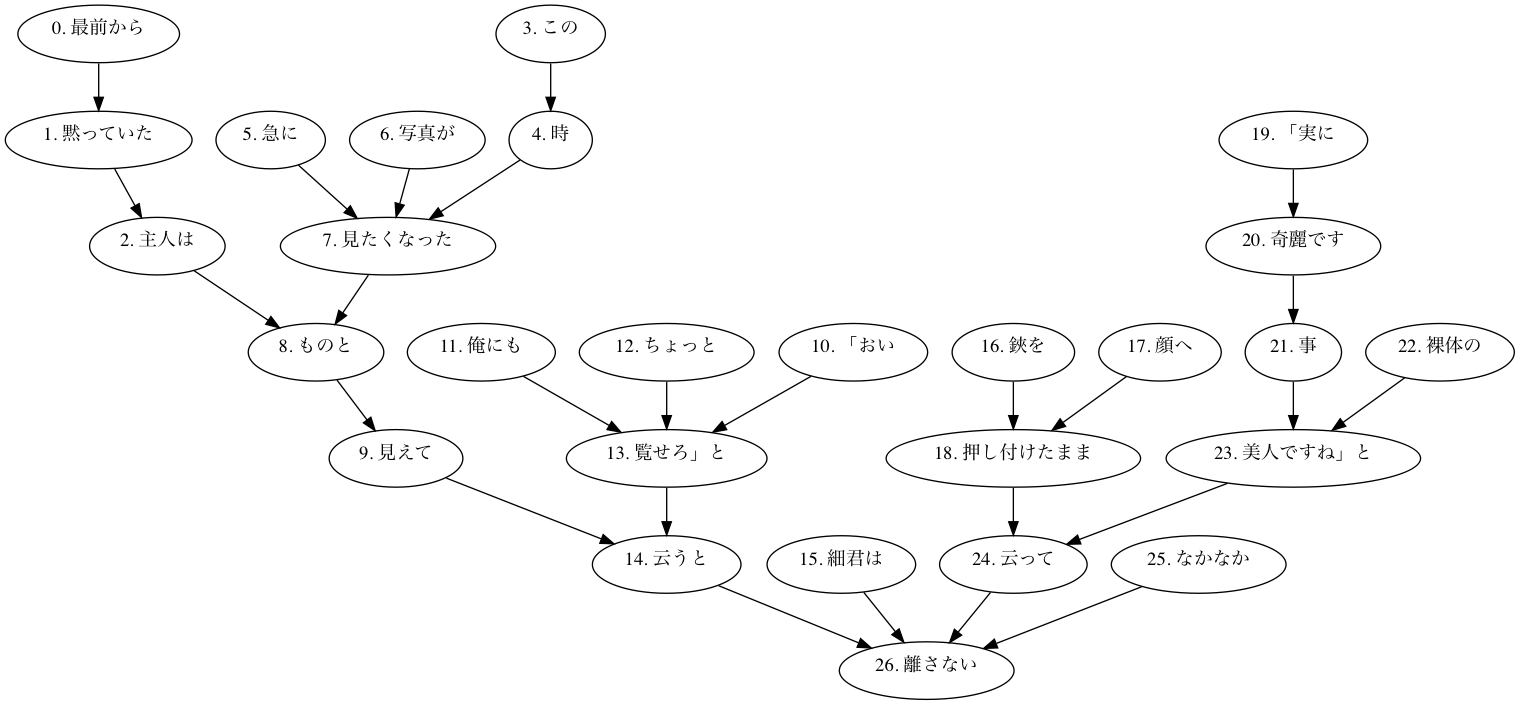 0. 最前から
3. この
1. 黙っていた
5. 急に
6. 写真が
4. 時
19. 「実に
2. 主人は
7. 見たくなった
20. 奇麗です
8. ものと
11. 俺にも
12. ちょっと
10. 「おい
16. 鋏を
17. 顔へ
21. 事
22. 裸体の
9. 見えて
13. 覧せろ」と
18. 押し付けたまま
23. 美人ですね」と
14. 云うと
15. 細君は
24. 云って
25. なかなか
26. 離さない